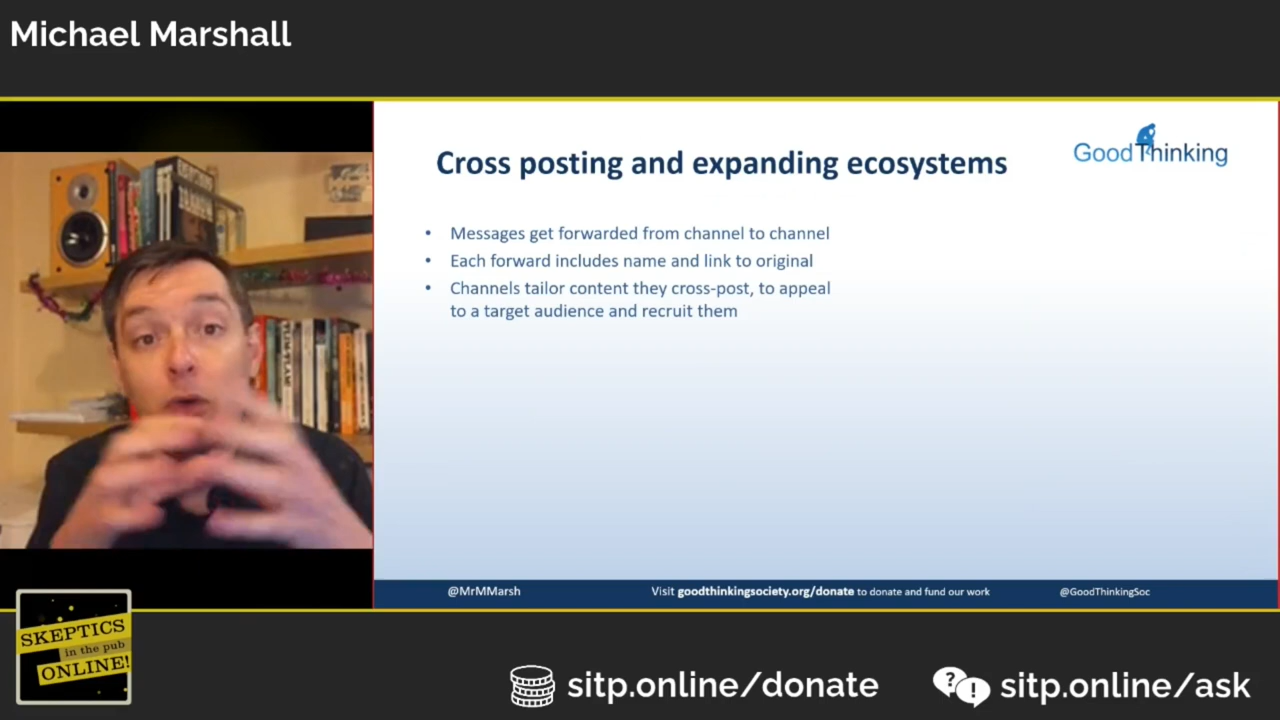 Michael Marshall
Cross posting and expanding ecosystems
GoodThinking
• Messages get forwarded from channel to channel
• Each forward includes name and link to original
• Channels tailor content they cross-post, to appeal
to a target audience and recruit them
@MrMMarsh
Visit goodthinkingsociety.org/donate to donate and fund our work
@GoodThinkingSoc
SKEPTICS
in the pub
ONLINE!
sitp.online/donate
?!
sitp.online/ask